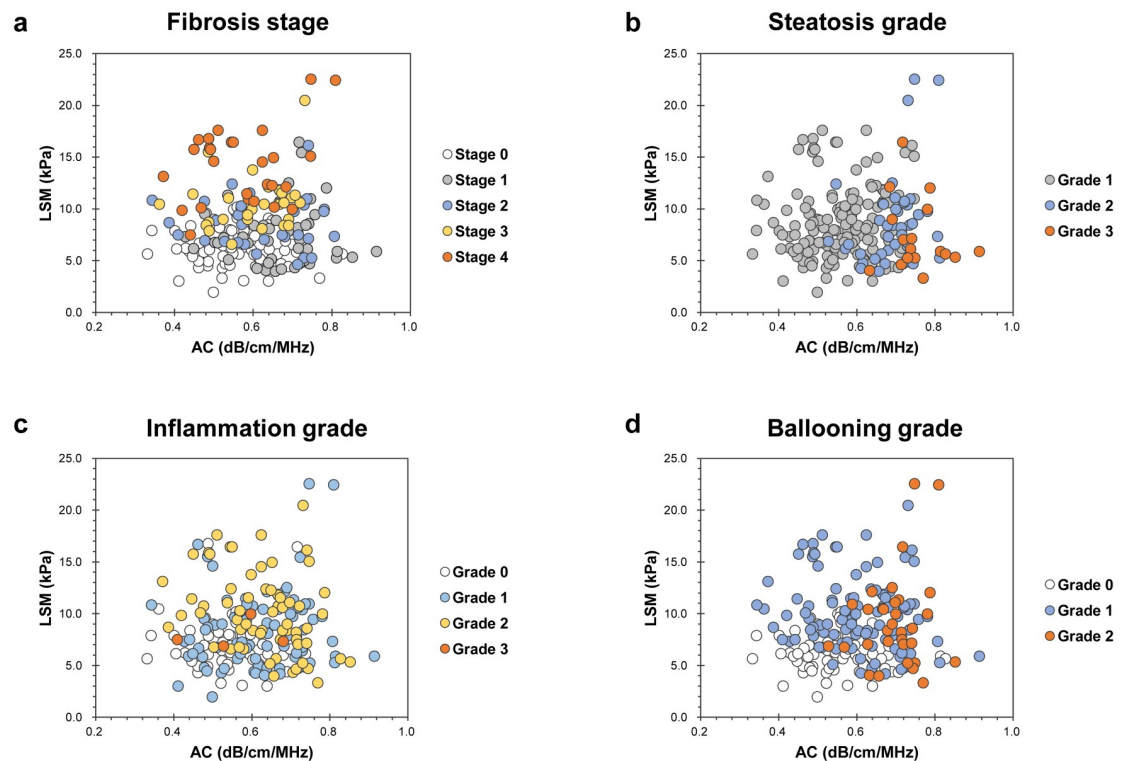 a
Fibrosis stage
25.0
20.0
15.0
10.0
5.0
0.0
LSM (kPa)
0.2
0.4
0.6
0.8
1.0
AC (dB/cm/MHz)
Stage 0
Stage 1
Stage 2
Stage 3
Stage 4
b
Steatosis grade
25.0
20.0
15.0
10.0
5.0
0.0
LSM (kPa)
0.2
0.4
0.6
0.8
1.0
AC (dB/cm/MHz)
Grade 1
Grade 2
Grade 3
c
Inflammation grade
25.0
20.0
15.0
10.0
5.0
0.0
LSM (kPa)
0.2
0.4
0.6
0.8
1.0
AC (dB/cm/MHz)
Grade 0
Grade 1
Grade 2
Grade 3
d
Ballooning grade
25.0
20.0
15.0
10.0
5.0
0.0
LSM (kPa)
0.2
0.4
0.6
0.8
1.0
AC (dB/cm/MHz)
Grade 0
Grade 1
Grade 2